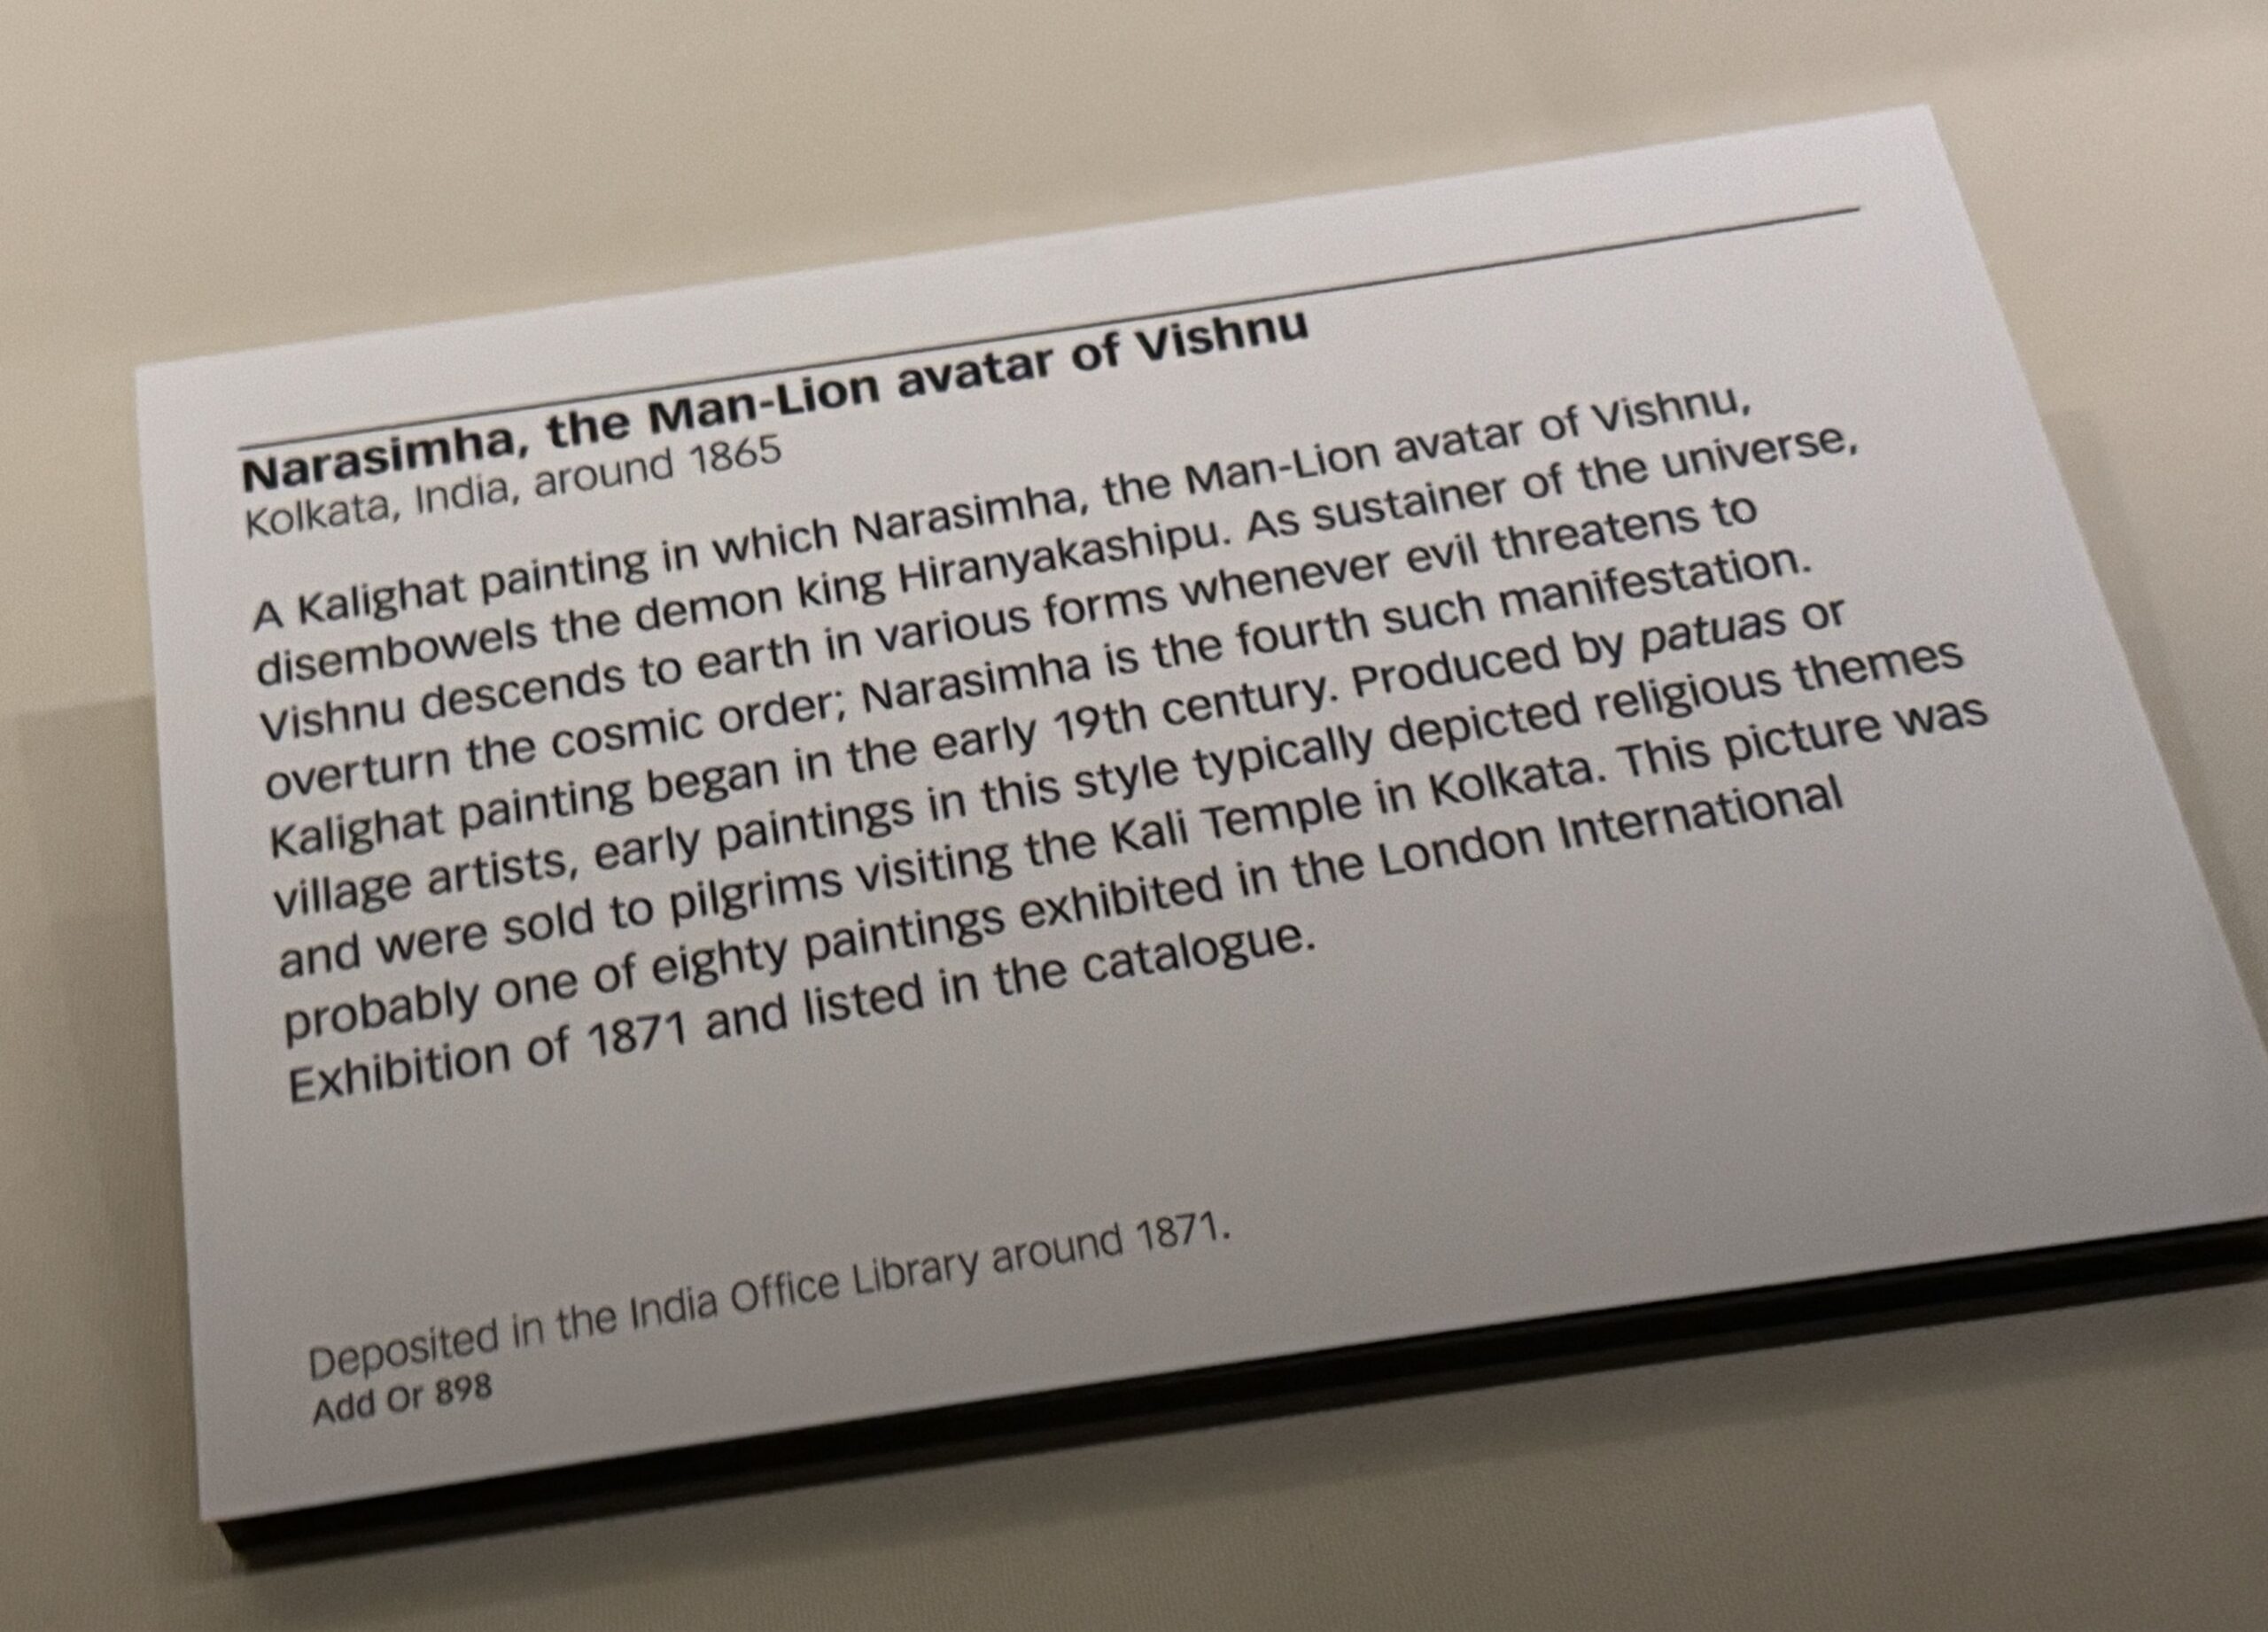 Narasimha, the Man-Lion avatar of Vishnu
Kolkata, India, around 1865
A Kalighat painting in which Narasimha, the Man-Lion avatar of Vishnu,
disembowels the demon king Hiranyakashipu. As sustainer of the universe,
Vishnu descends to earth in various forms whenever evil threatens to
overturn the cosmic order; Narasimha is the fourth such manifestation.
Kalighat painting began in the early 19th century. Produced by patuas or
village artists, early paintings in this style typically depicted religious themes
and were sold to pilgrims visiting the Kali Temple in Kolkata. This picture was
probably one of eighty paintings exhibited in the London International
Exhibition of 1871 and listed in the catalogue.
Deposited in the India Office Library around 1871.
Add Or 898